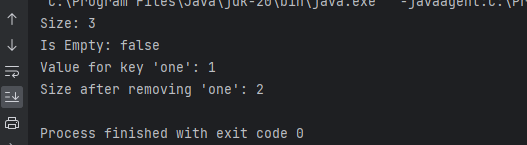 C:\Program Files\Java\jdk-20\bin\java.exe" "-javaagent:C:\Pr
Size: 3
Is Empty: false
Value for key 'one': 1
Size after removing 'one': 2
Process finished with exit code 0